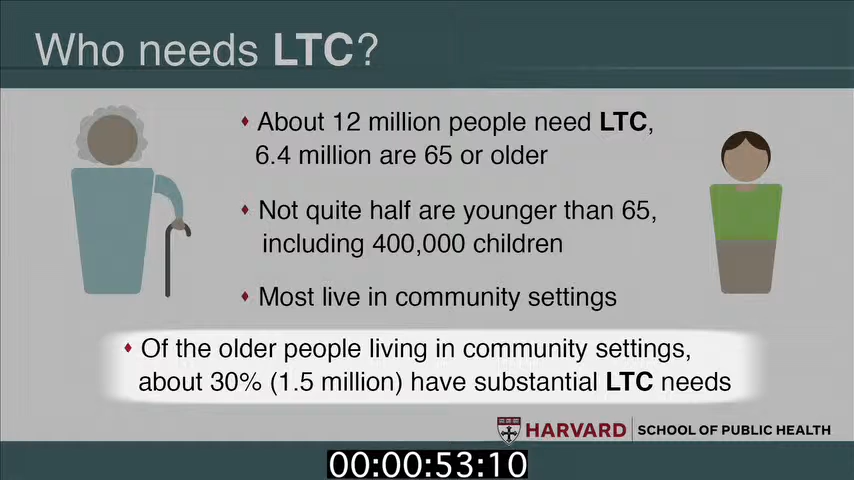 Who needs LTC?
♦ About 12 million people need LTC,
6.4 million are 65 or older
♦ Not quite half are younger than 65,
including 400,000 children
♦ Most live in community settings
♦ Of the older people living in community settings,
about 30% (1.5 million) have substantial LTC needs
HARVARD SCHOOL OF PUBLIC HEALTH
00:00:53:10